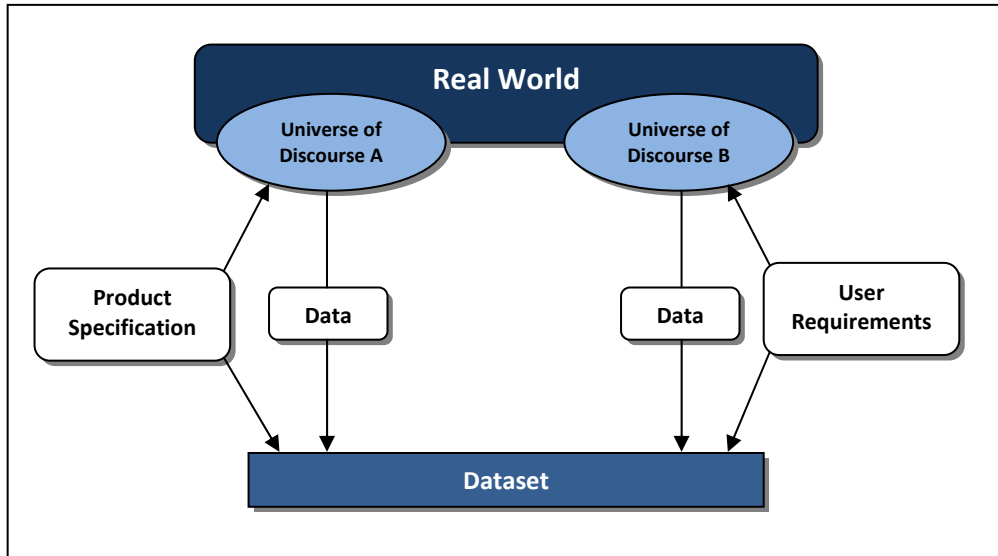 Real World
Universe of
Discourse A
Universe of
Discourse B
Product
Specification
Data
Data
User
Requirements
Dataset